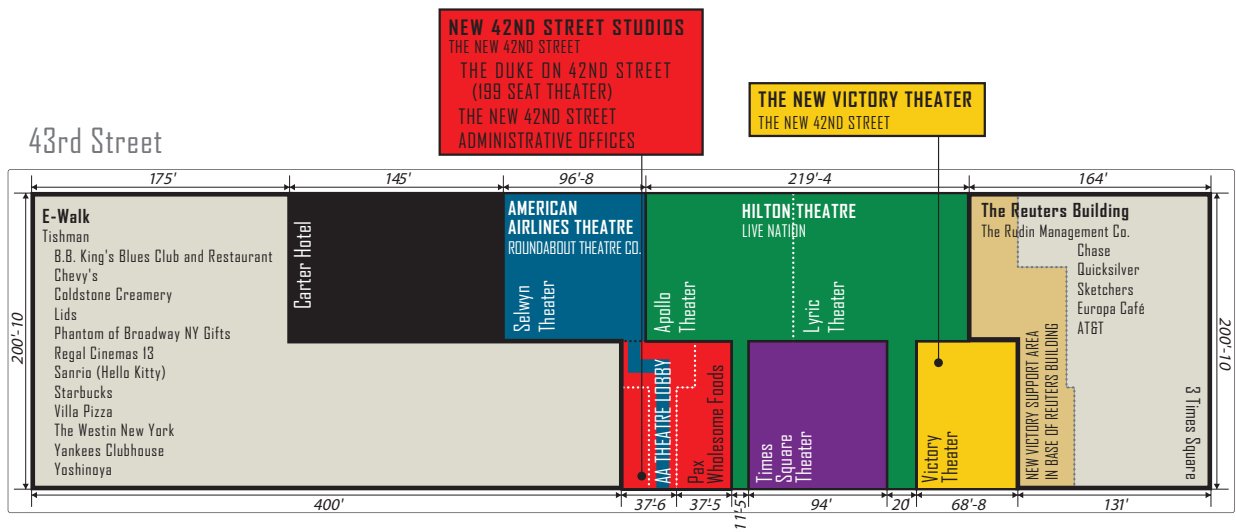 NEW 42ND STREET STUDIOS
THE NEW 42ND STREET
THE DUKE ON 42ND STREET
(199 SEAT THEATER)
THE NEW 42ND STREET
ADMINISTRATIVE OFFICES
THE NEW VICTORY THEATER
THE NEW 42ND STREET
43rd Street
175'
145'
96'-8
219'-4
164'
200'-10
E-Walk
Tishman
B.B. King's Blues Club and Restaurant
Chevy's
Coldstone Creamery
Lids
Phantom of Broadway NY Gifts
Regal Cinemas 13
Sanrio (Hello Kitty)
Starbucks
Villa Pizza
The Westin New York
Yankees Clubhouse
Yoshinoya
Carter Hotel
AMERICAN
AIRLINES THEATRE
ROUNDABOUT THEATRE CO.
Selwyn
Theater
HILTON THEATRE
LIVE NATION
Apollo
Theater
Lyric
Theater
AA THEATRE LOBBY
Pax
Wholesome Foods
Times
Square
Theater
Victory
Theater
The Reuters Building
The Rudin Management Co.
Chase
Quicksilver
Sketchers
Europa Café
AT&T
NEW VICTORY SUPPORT AREA
IN BASE OF REUTERS BUILDING
3 Times Square
200'-10
400'
37'-6
37'-5
11'-5
94'
20'
68'-8
131'